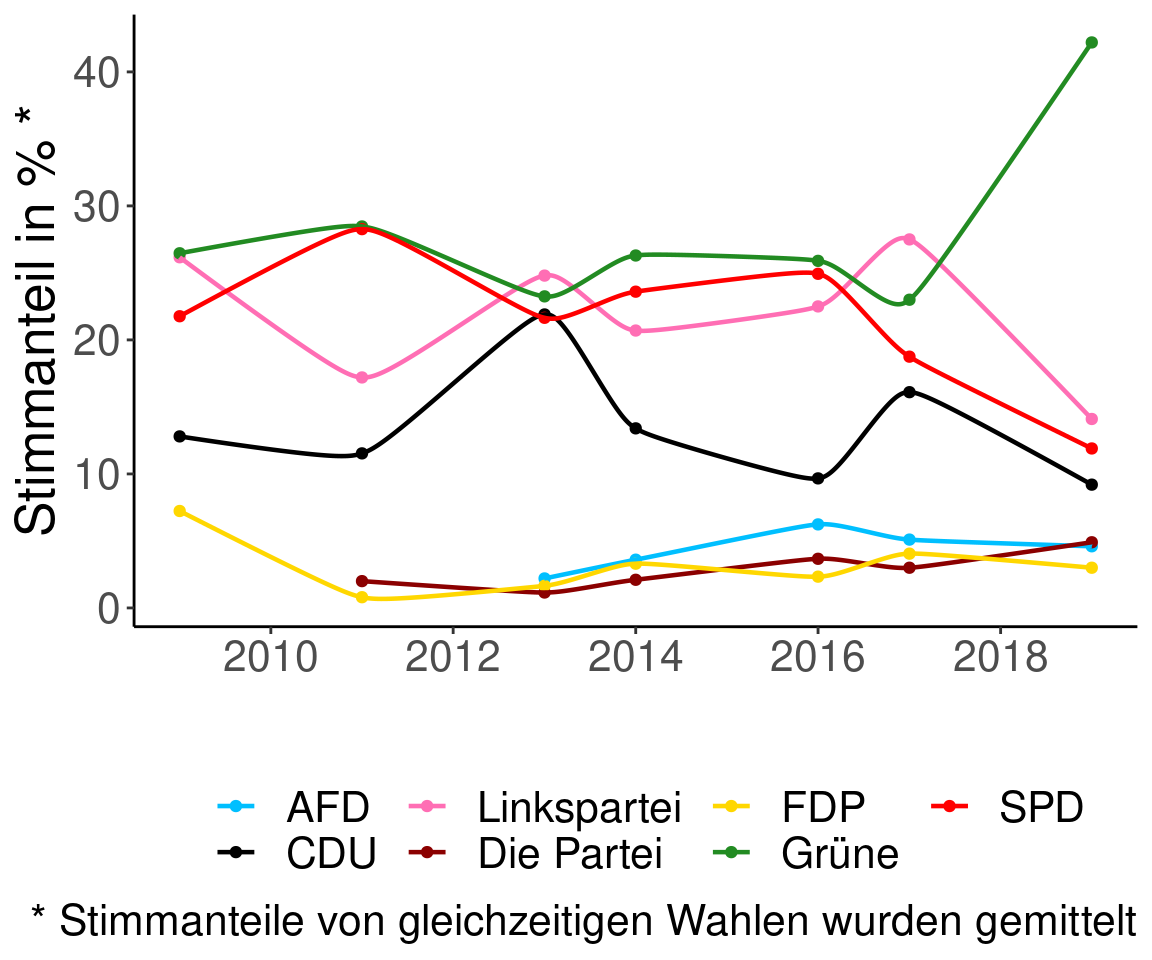 Stimmanteil in % *
40
30
20
10
0
2010 2012 2014 2016 2018
AFD Linkspartei FDP SPD
CDU Die Partei Grüne
* Stimmanteile von gleichzeitigen Wahlen wurden gemittelt